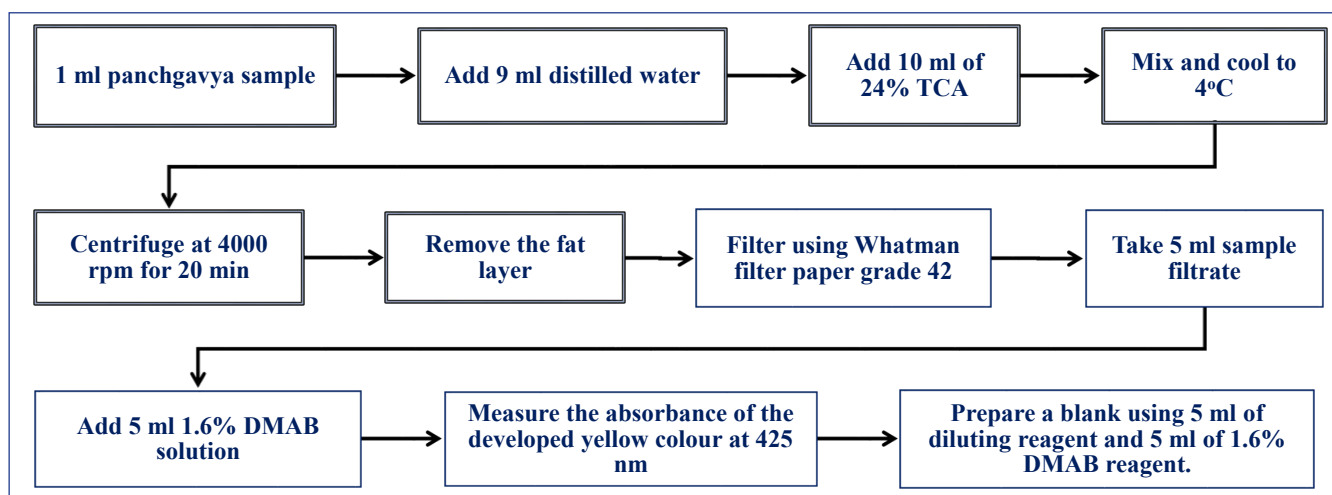 1 ml panchgavya sample
Add 9 ml distilled water
Add 10 ml of
24% TCA
Mix and cool to
4°C
Centrifuge at 4000
rpm for 20 min
Remove the fat
layer
Filter using Whatman
filter paper grade 42
Take 5 ml sample
filtrate
Add 5 ml 1.6% DMAB
solution
Measure the absorbance of the
developed yellow colour at 425
nm
Prepare a blank using 5 ml of
diluting reagent and 5 ml of 1.6%
DMAB reagent.